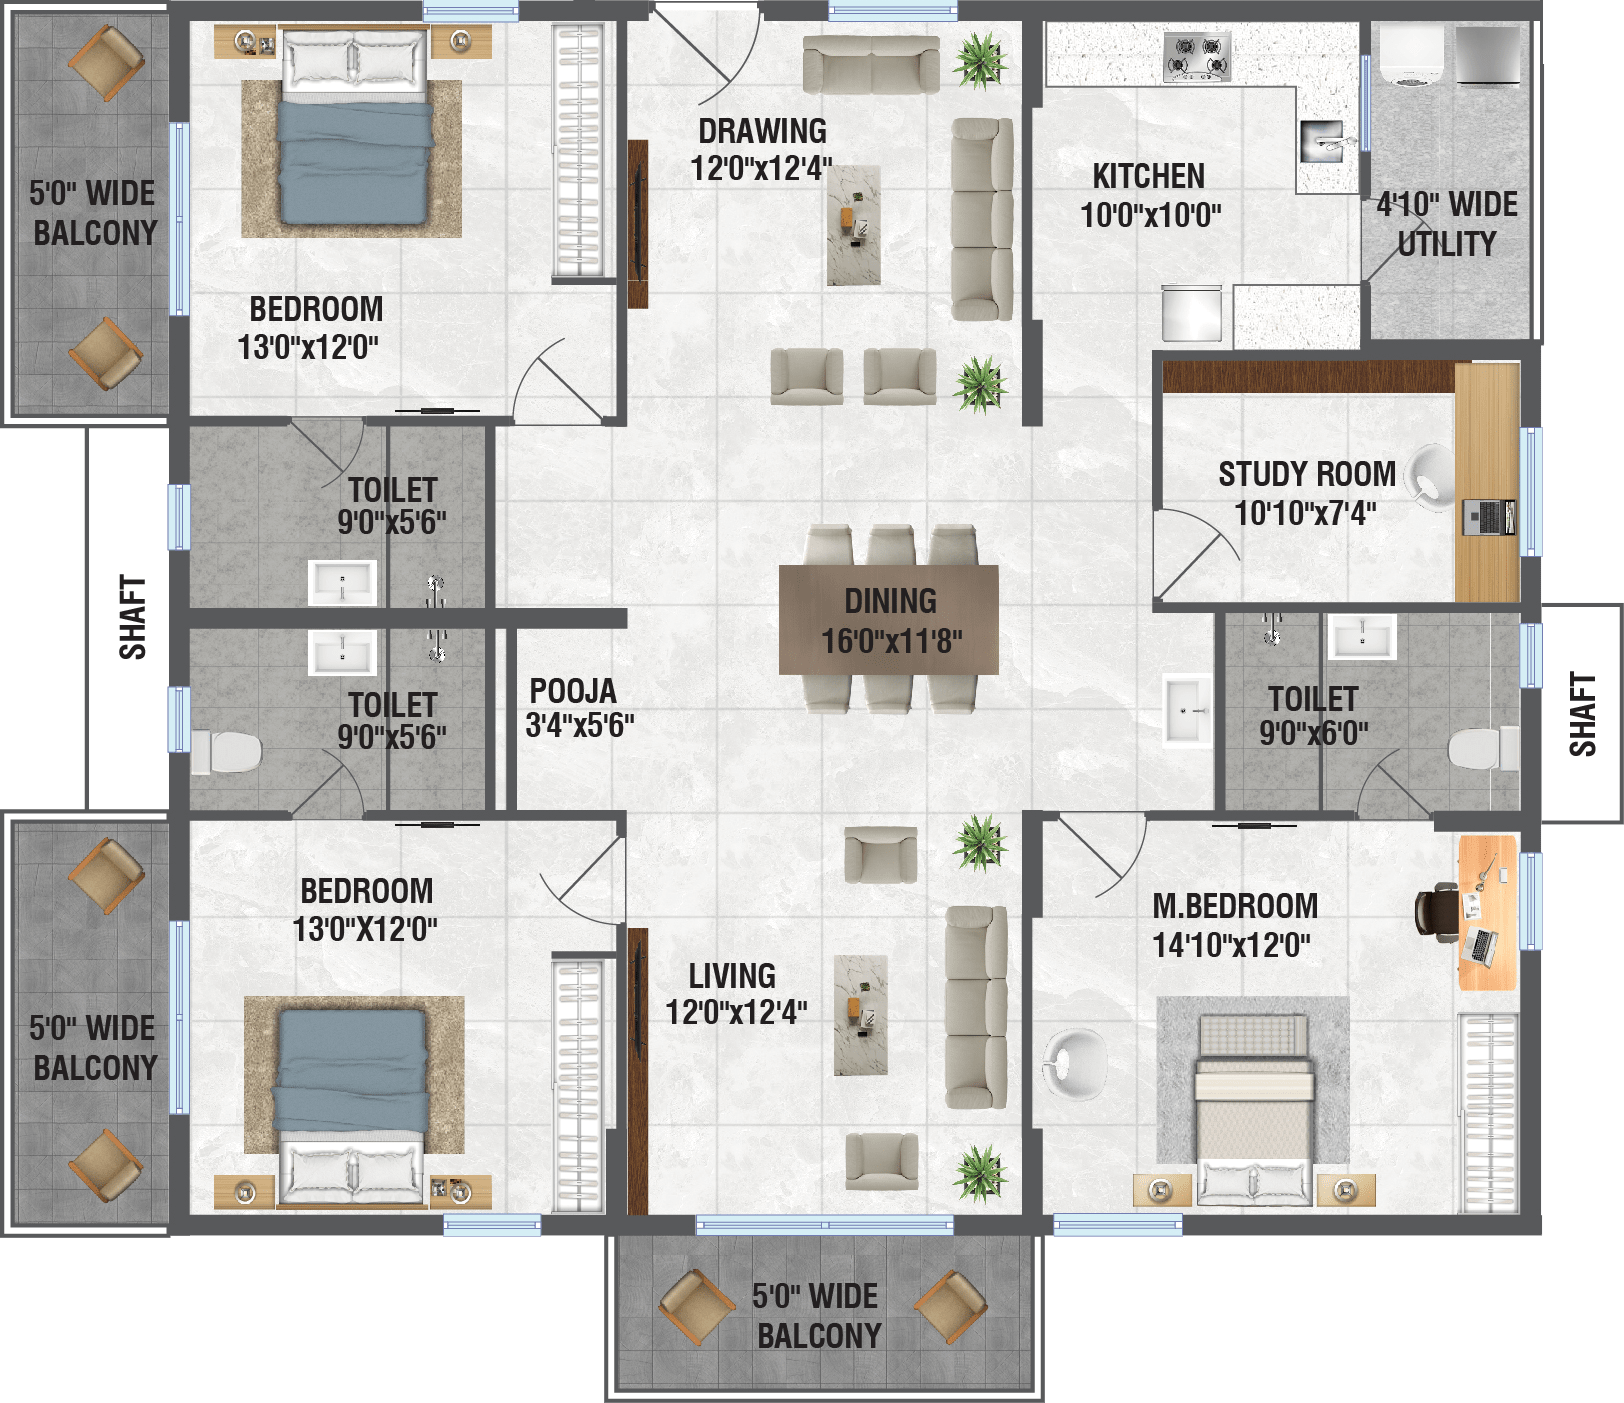 5'0" WIDE
BALCONY
BEDROOM
13'0"x12'0"
DRAWING
12'0"x12'4"
KITCHEN
10'0"x10'0"
4'10" WIDE
UTILITY
TOILET
9'0"x5'6"
STUDY ROOM
10'10"x7'4"
SHAFT
DINING
16'0"x11'8"
TOILET
9'0"x5'6"
POOJA
3'4"x5'6"
TOILET
9'0"x6'0"
SHAFT
5'0" WIDE
BALCONY
BEDROOM
13'0"X12'0"
LIVING
12'0"x12'4"
M.BEDROOM
14'10"x12'0"
5'0" WIDE
BALCONY